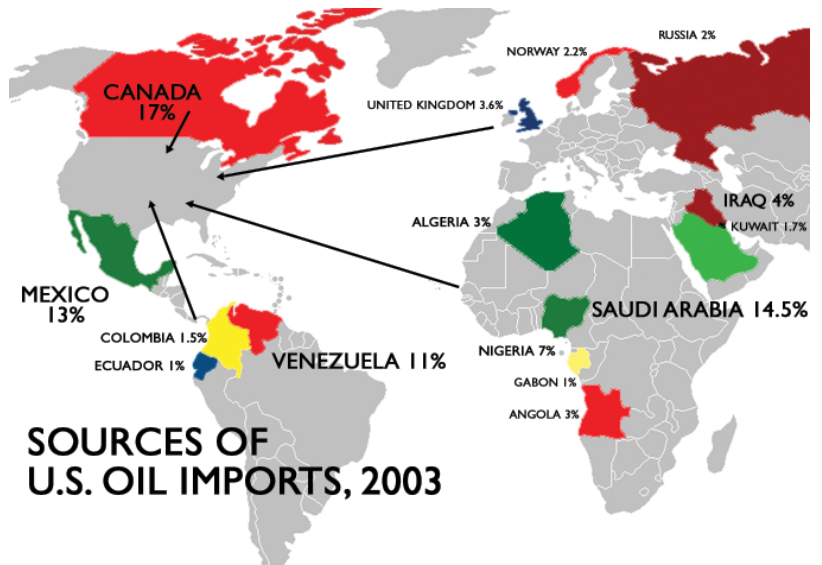 RUSSIA 2%
NORWAY 2.2%
CANADA
17%
UNITED KINGDOM 3.6%
IRAQ 4%
ALGERIA 3%
KUWAIT 1.7%
MEXICO
13%
SAUDI ARABIA 14.5%
COLOMBIA 1.5%
NIGERIA 7%
ECUADOR 1%
VENEZUELA 11%
GABON 1%
ANGOLA 3%
SOURCES OF
U.S. OIL IMPORTS, 2003